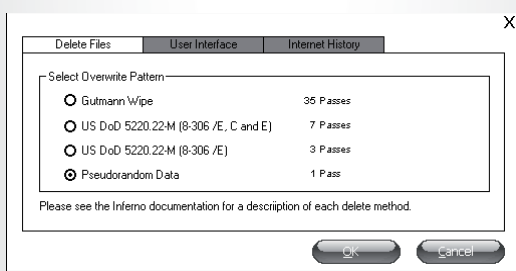 X
Delete Files User Interface Internet History
Select Overwrite Pattern
Gutmann Wipe 35 Passes
US DoD 5220.22-M (8-306 /E, C and E) 7 Passes
US DoD 5220.22-M (8-306 /E) 3 Passes
Pseudorandom Data 1 Pass
Please see the Inferno documentation for a descriiption of each delete method.
OK Cancel